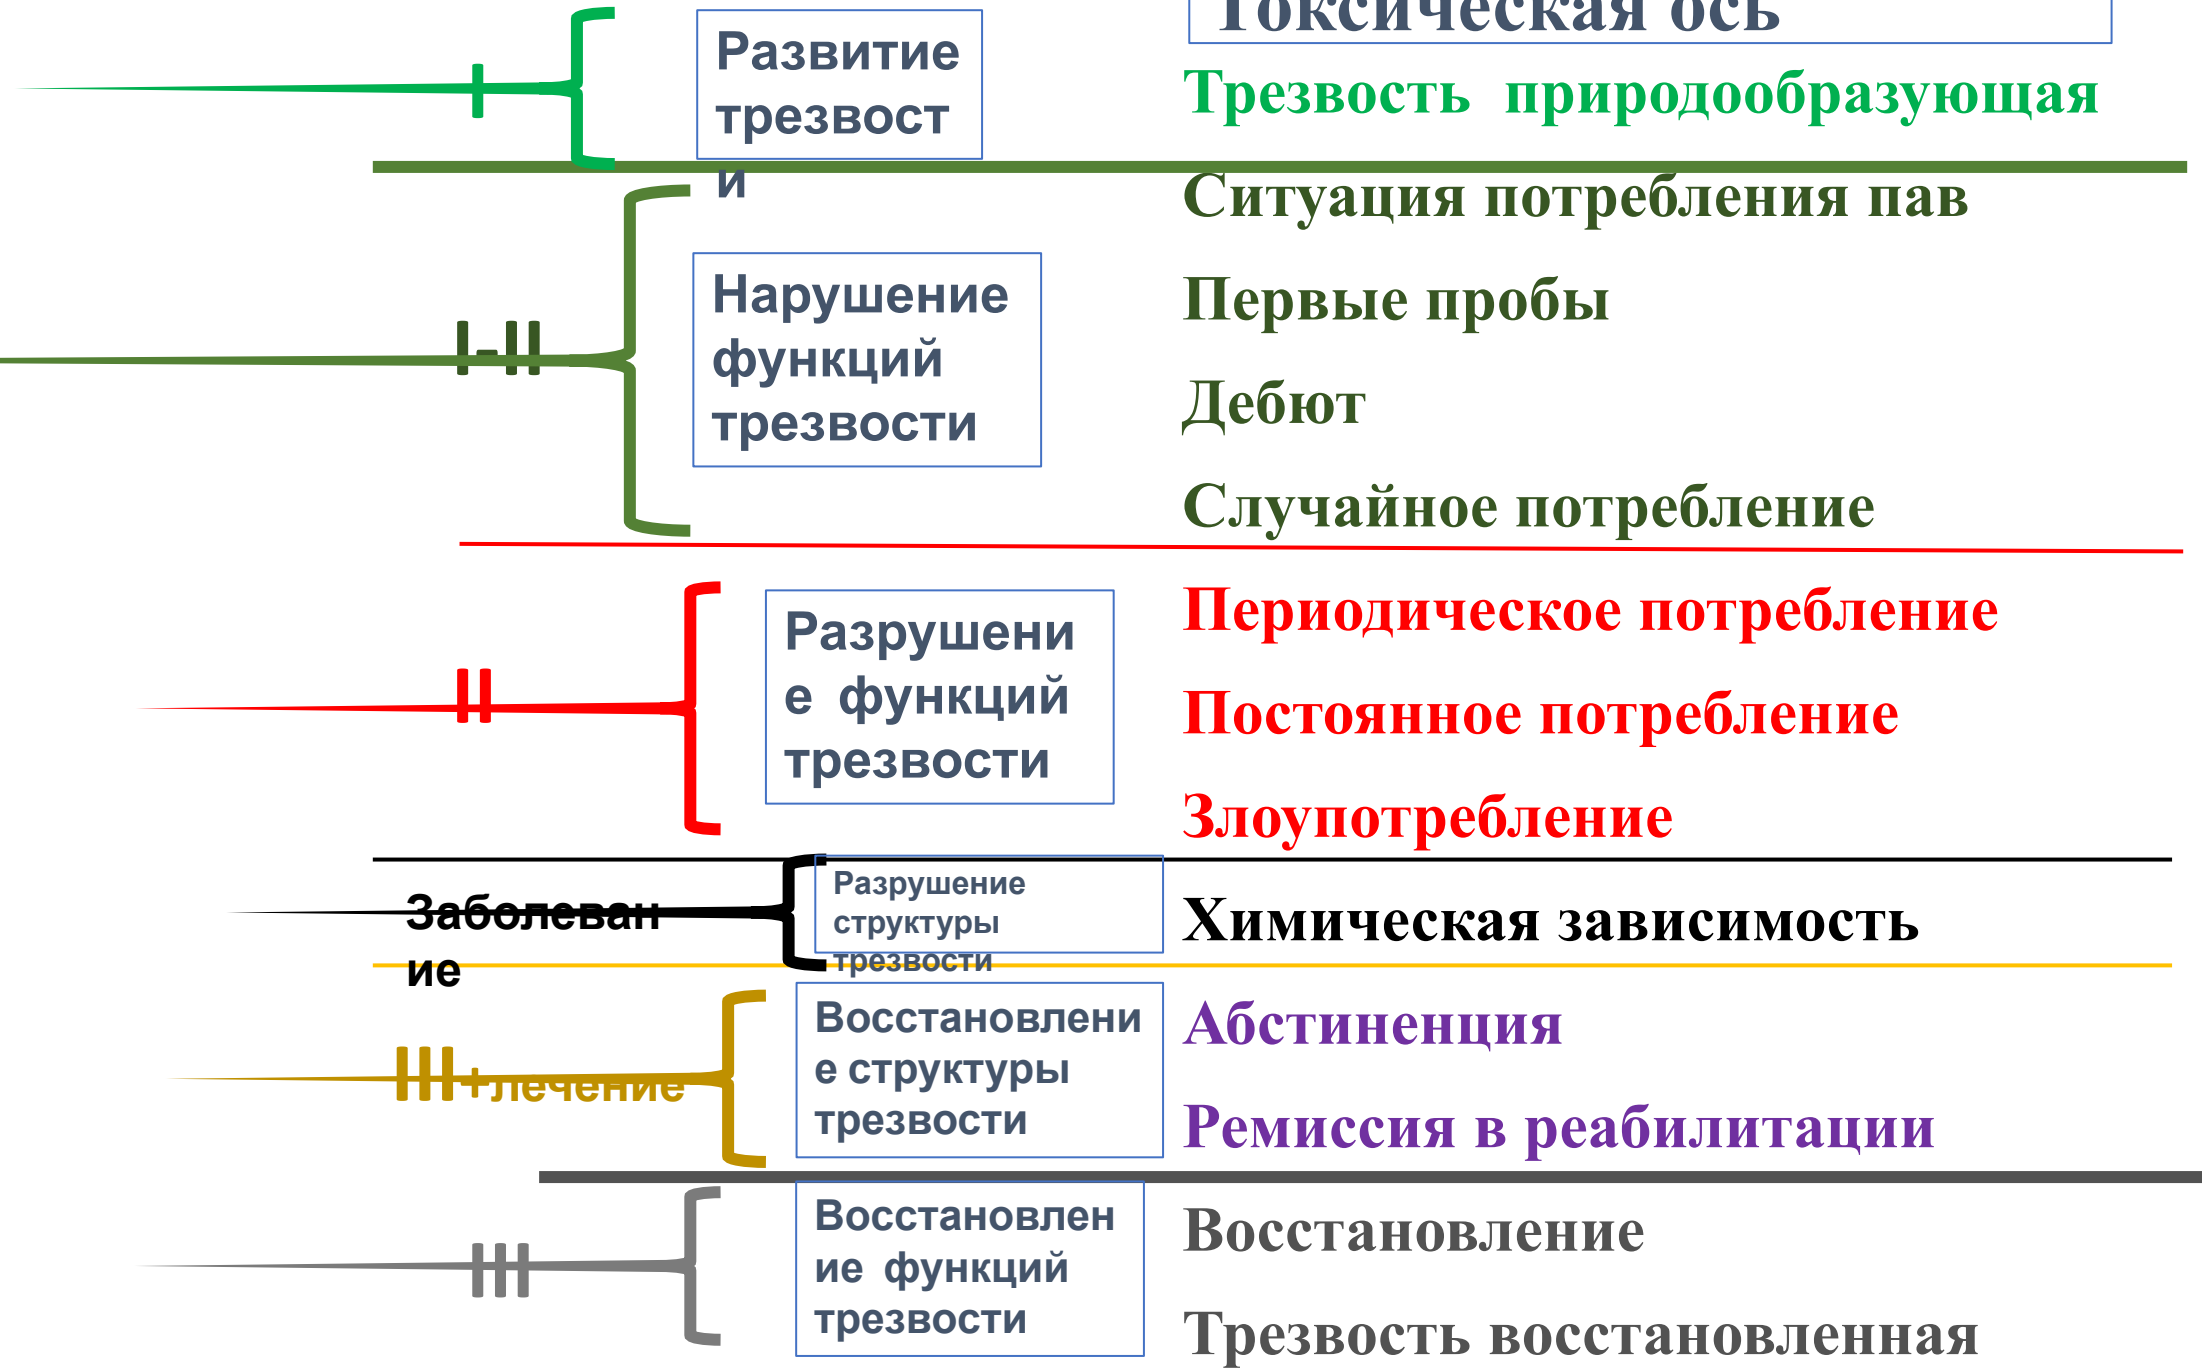 Токсическая ось
I
Развитие
трезвост
и
Трезвость природообразующая
Ситуация потребления пав
I-II
Нарушение
функций
трезвости
Первые пробы
Дебют
Случайное потребление
II
Разрушени
е функций
трезвости
Периодическое потребление
Постоянное потребление
Злоупотребление
Заболеван
ие
Разрушение
структуры
трезвости
Химическая зависимость
III+лечение
Восстановлени
е структуры
трезвости
Абстиненция
Ремиссия в реабилитации
III
Восстановлен
ие функций
трезвости
Восстановление
Трезвость восстановленная